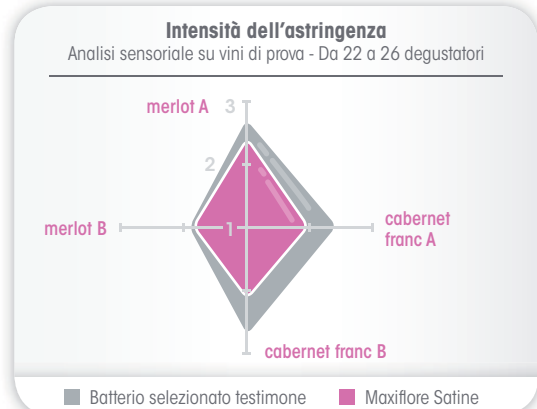 Intensità dell’astringenza
Analisi sensoriale su vini di prova - Da 22 a 26 degustatori
merlot A
3
2
merlot B
1
cabernet
franc A
cabernet franc B
Batterio selezionato testimone
Maxiflore Satine